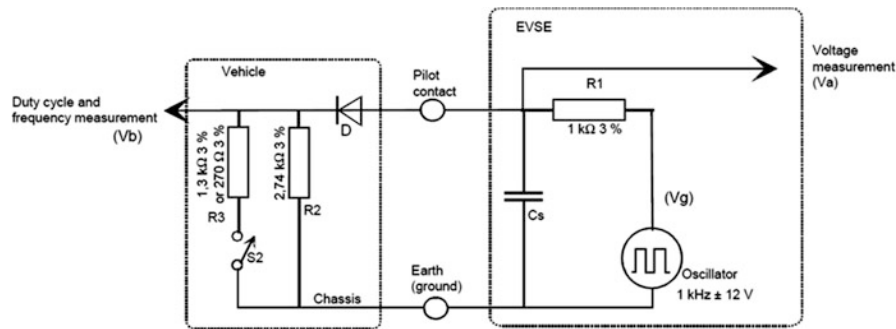 EVSE
Vehicle
Pilot
contact
Voltage
measurement
(Va)
R1
1 kΩ 3 %
Duty cycle and
frequency measurement
(Vb)
D
1,3 kΩ 3 %
or 270 Ω 3 %
2,74 kΩ 3 %
R3
R2
S2
Cs
(Vg)
Earth
(ground)
Oscillator
1 kHz ± 12 V
Chassis